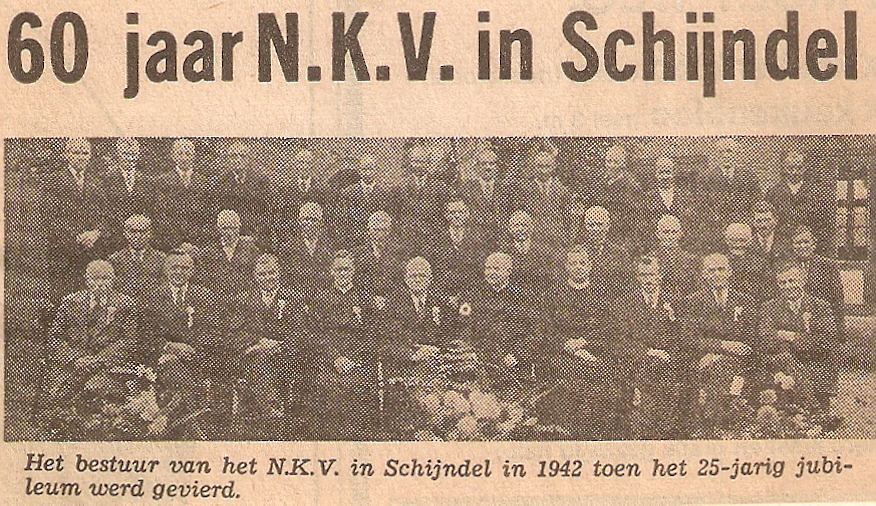 60 jaar N.K.V. in Schijndel
Het bestuur van het N.K.V. in Schijndel in 1942 toen het 25-jarig jubi-
leum werd gevierd.